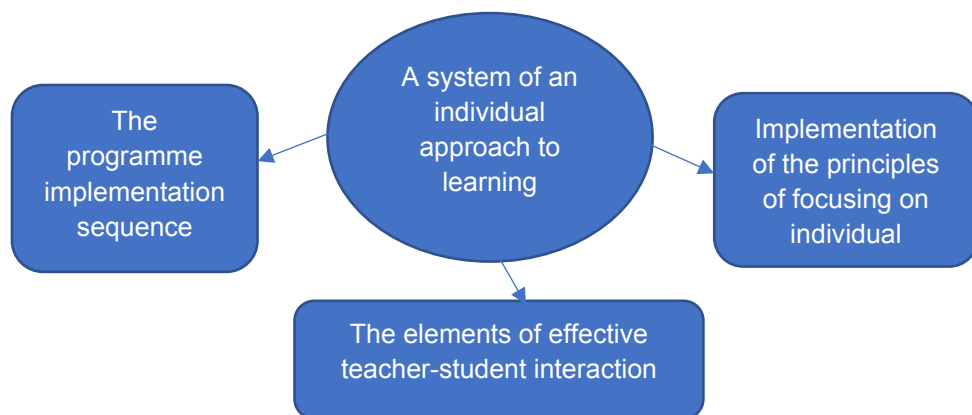 A system of an
individual
approach to
learning
The
programme
implementation
sequence
Implementation
of the principles
of focusing on
individual
The elements of effective
teacher-student interaction